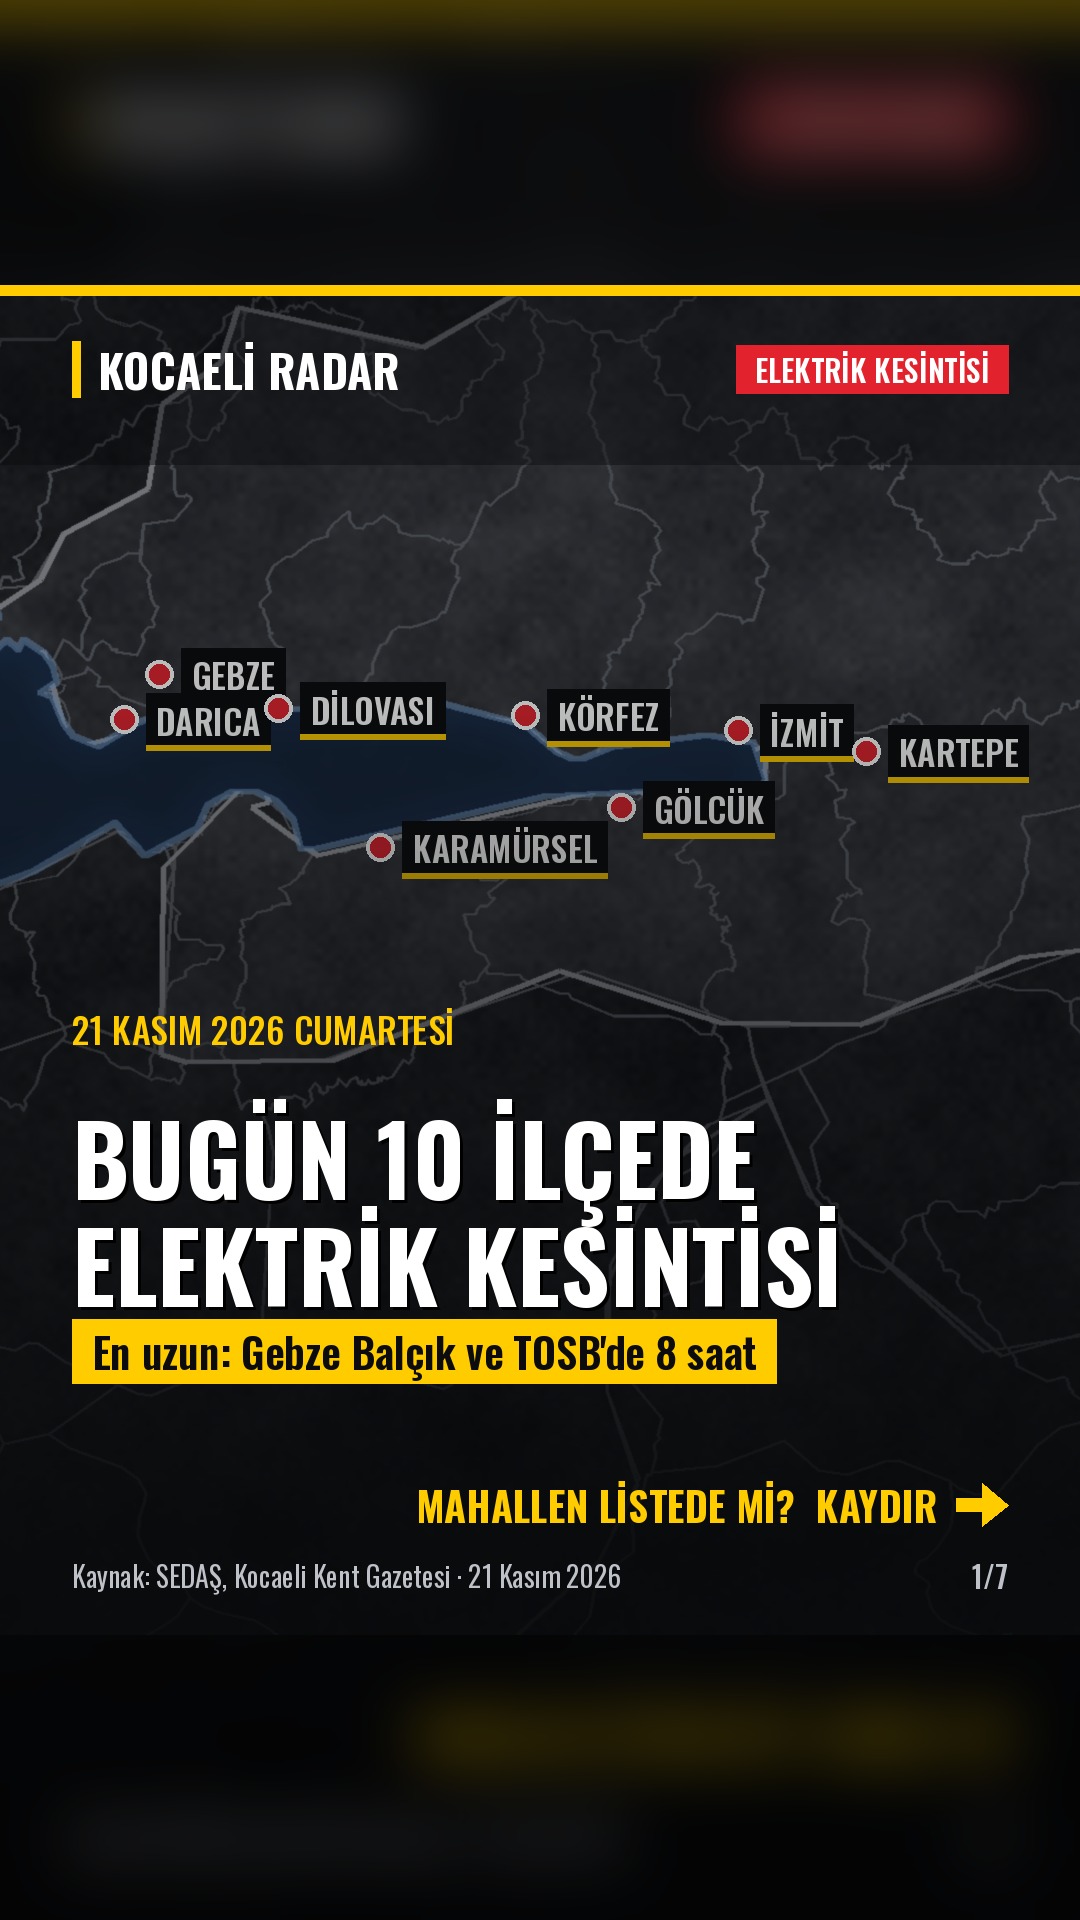 KOCAELİ RADAR
ELEKTRİK KESİNTİSİ
GEBZE
DARICA
DİLOVASI
KÖRFEZ
İZMİT
KARTEPE
GÖLCÜK
KARAMÜRSEL
21 KASIM 2026 CUMARTESİ
BUGÜN 10 İLÇEDE
ELEKTRİK KESİNTİSİ
En uzun: Gebze Balçık ve TOSB'de 8 saat
MAHALLEN LİSTEDE Mİ? KAYDIR
Kaynak: SEDAŞ, Kocaeli Kent Gazetesi · 21 Kasım 2026
1/7